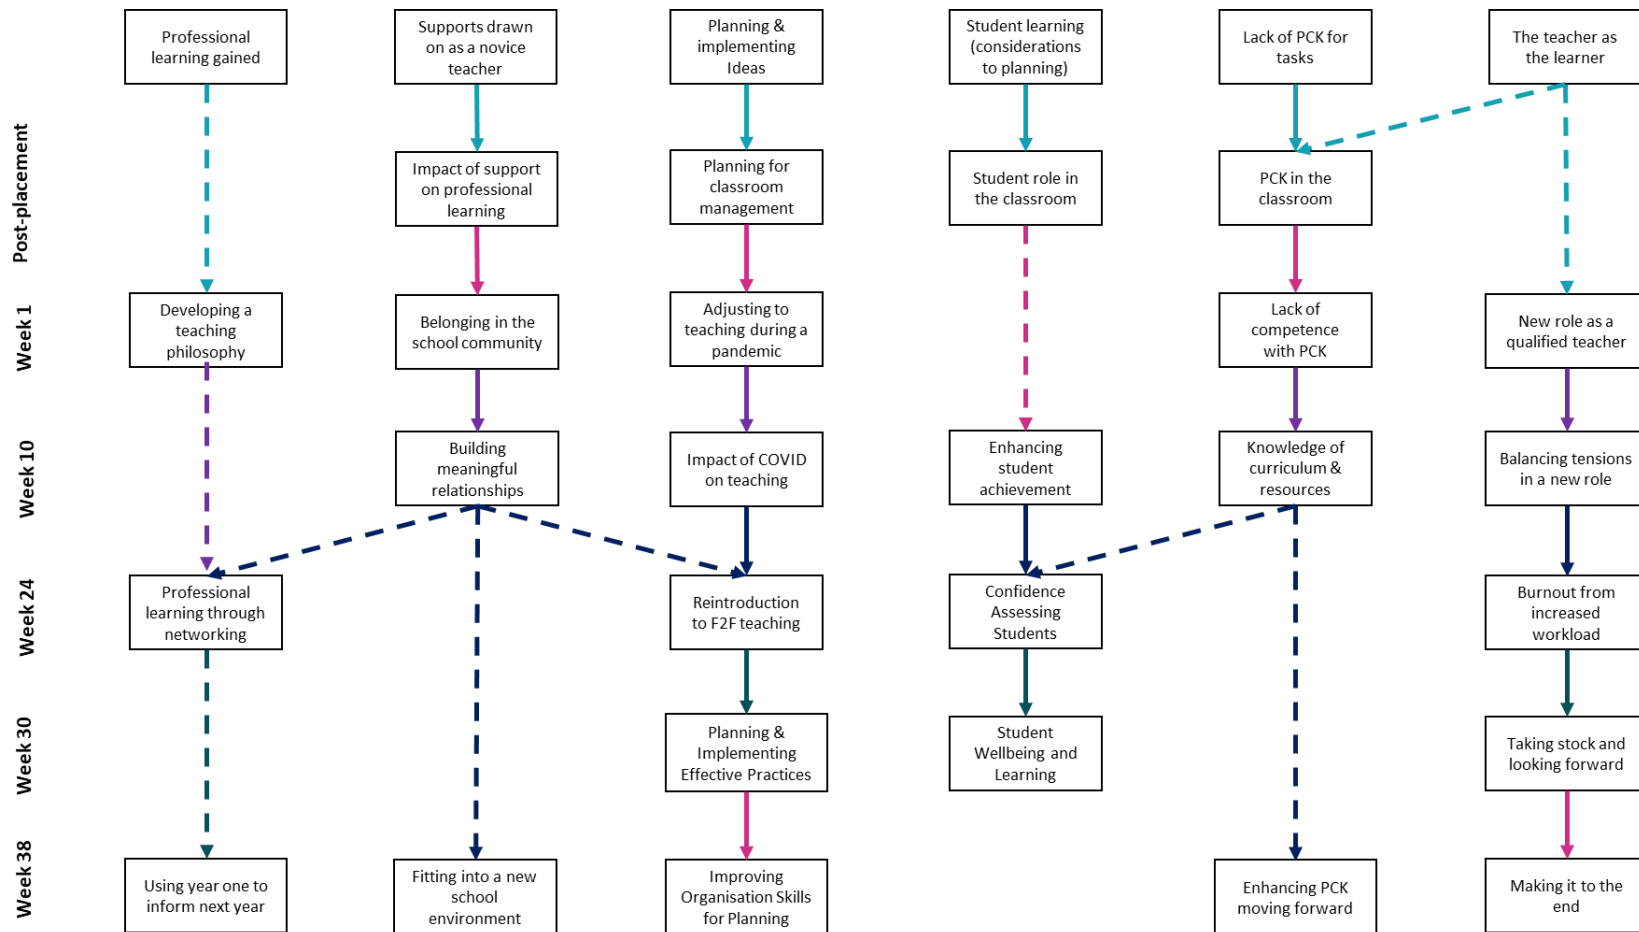 Professional
learning gained
Supports drawn
on as a novice
teacher
Planning &
implementing
Ideas
Student learning
(considerations
to planning)
Lack of PCK for
tasks
The teacher as
the learner
Post-placement
Impact of support
on professional
learning
Planning for
classroom
management
Student role in
the classroom
PCK in the
classroom
Week 1
Developing a
teaching
philosophy
Belonging in the
school community
Adjusting to
teaching during a
pandemic
Lack of
competence
with PCK
New role as a
qualified teacher
Week 10
Building
meaningful
relationships
Impact of COVID
on teaching
Enhancing
student
achievement
Knowledge of
curriculum &
resources
Balancing tensions
in a new role
Week 24
Professional
learning through
networking
Reintroduction
to F2F teaching
Confidence
Assessing
Students
Burnout from
increased
workload
Week 30
Planning &
Implementing
Effective Practices
Student
Wellbeing and
Learning
Taking stock and
looking forward
Week 38
Using year one to
inform next year
Fitting into a new
school
environment
Improving
Organisation Skills
for Planning
Enhancing PCK
moving forward
Making it to the
end